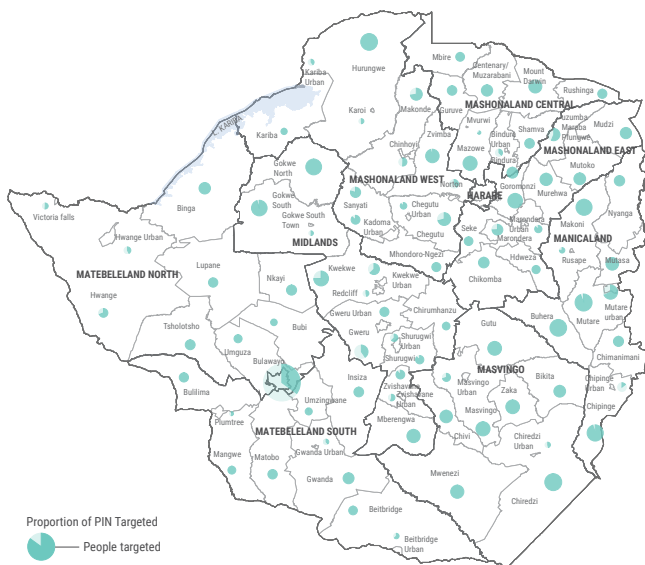 Hurungwe
Mbire
Centenary/
Muzarabani
Mount
Darwin
Rushinga
Kariba
Urban
Karoi
Makonde
Guruve
MASHONALAND CENTRAL
Mvurwi
Shamva
Mudzi
L. KARIBA
Kariba
Chinhoyi
Zvimba
Mazowe
Bindura
Urban
Bindura
MASHONALAND EAST
Mutoko
Gokwe
North
MASHONALAND WEST
Norton
HARARE
Goromonzi
Murehwa
Nyanga
Binga
Gokwe
South
Gokwe South
Town
Sanyati
Kadoma
Urban
Chegutu
Urban
Chegutu
Seke
Marondera
Urban
Marondera
Makoni
MANICALAND
Victoria falls
Hwange Urban
MIDLANDS
Mhondoro-Ngezi
Hdweza
Rusape
Mutasa
MATEBELELAND NORTH
Lupane
Nkayi
Kwekwe
Redcliff
Kwekwe
Urban
Chikomba
Hwange
Gweru Urban
Chirumhanzu
Buhera
Mutare
Mutare
urban
Tsholotsho
Bubi
Gweru
Shurugwi
Urban
Shurugwi
Gutu
Chimanimani
Umguza
Bulawayo
MASVINGO
Bulilima
Insiza
Zvishavane
Zvishavane
Urban
Masvingo
Urban
Zaka
Bikita
Chipinge
Urban
Umzingwane
Masvingo
Chipinge
Plumtree
MATEBELELAND SOUTH
Mberengwa
Chivi
Chiredzi
Urban
Mangwe
Matobo
Gwanda Urban
Gwanda
Mwenezi
Chiredzi
Beitbridge
Beitbridge
Urban
Proportion of PIN Targeted
People targeted